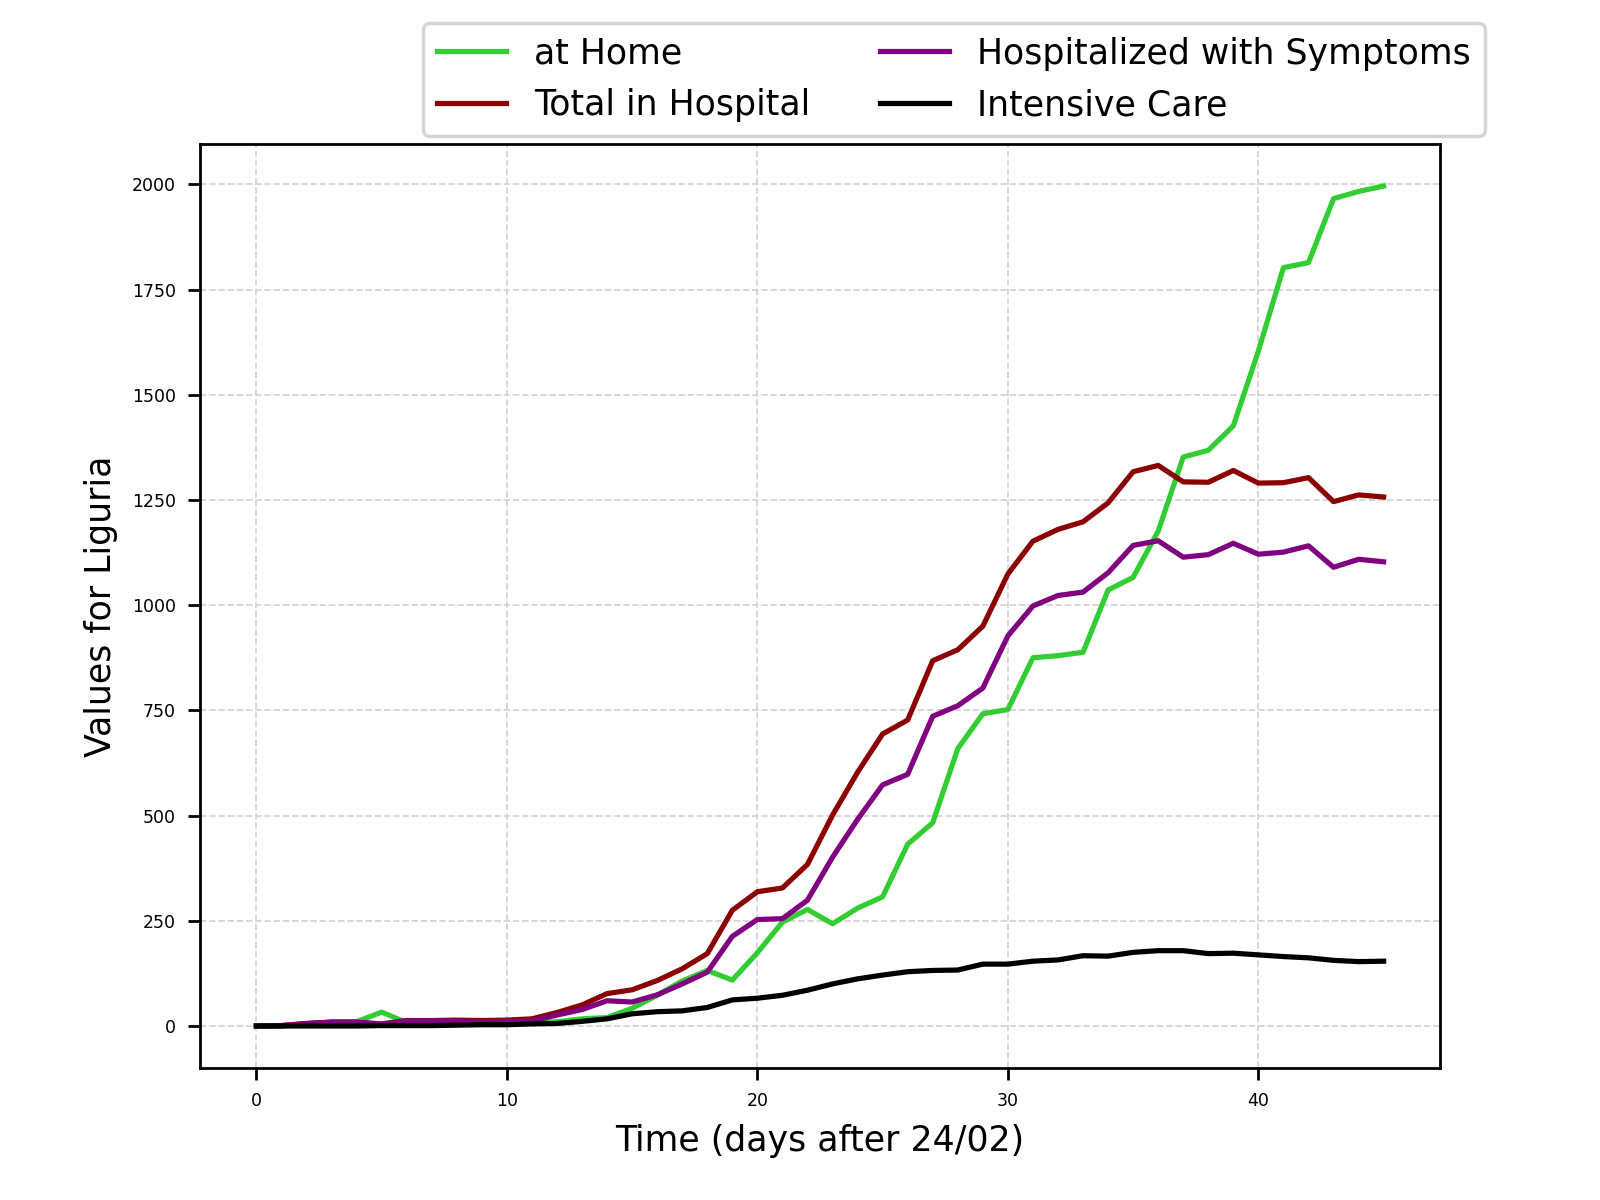 at Home
Hospitalized with Symptoms
Total in Hospital
Intensive Care
Values for Liguria
2000
1750
1500
1250
1000
750
500
250
0
0 10 20 30 40
Time (days after 24/02)